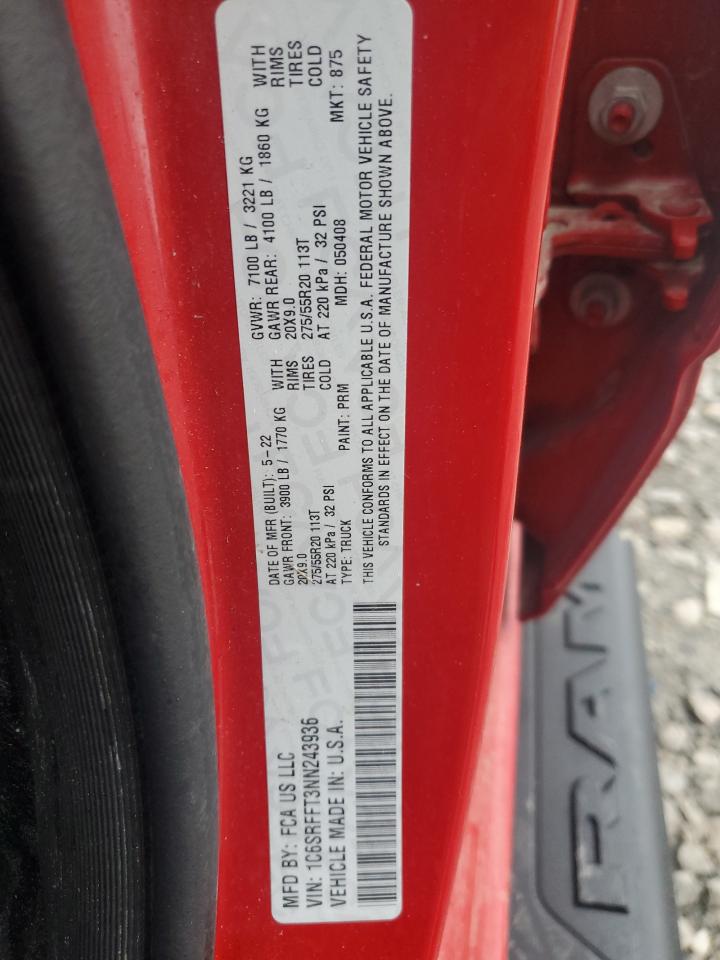 MFD BY: FCA US LLC
VIN: 1C6SRFFT3NN243936
VEHICLE MADE IN: U.S.A.
DATE OF MFR (BUILT): 5-22 GVWR: 7100 LB / 3221 KG
GAWR FRONT: 3900 LB / 1770 KG WITH GAWR REAR: 4100 LB / 1860 KG WITH
20X9.0 RIMS 20X9.0 RIMS
275/55R20 113T TIRES 275/55R20 113T TIRES
AT 220 kPa / 32 PSI COLD AT 220 kPa / 32 PSI COLD
TYPE: TRUCK PAINT: PRM MDH: 050408 MKT: 875
THIS VEHICLE CONFORMS TO ALL APPLICABLE U.S.A. FEDERAL MOTOR VEHICLE SAFETY
STANDARDS IN EFFECT ON THE DATE OF MANUFACTURE SHOWN ABOVE.
RAM